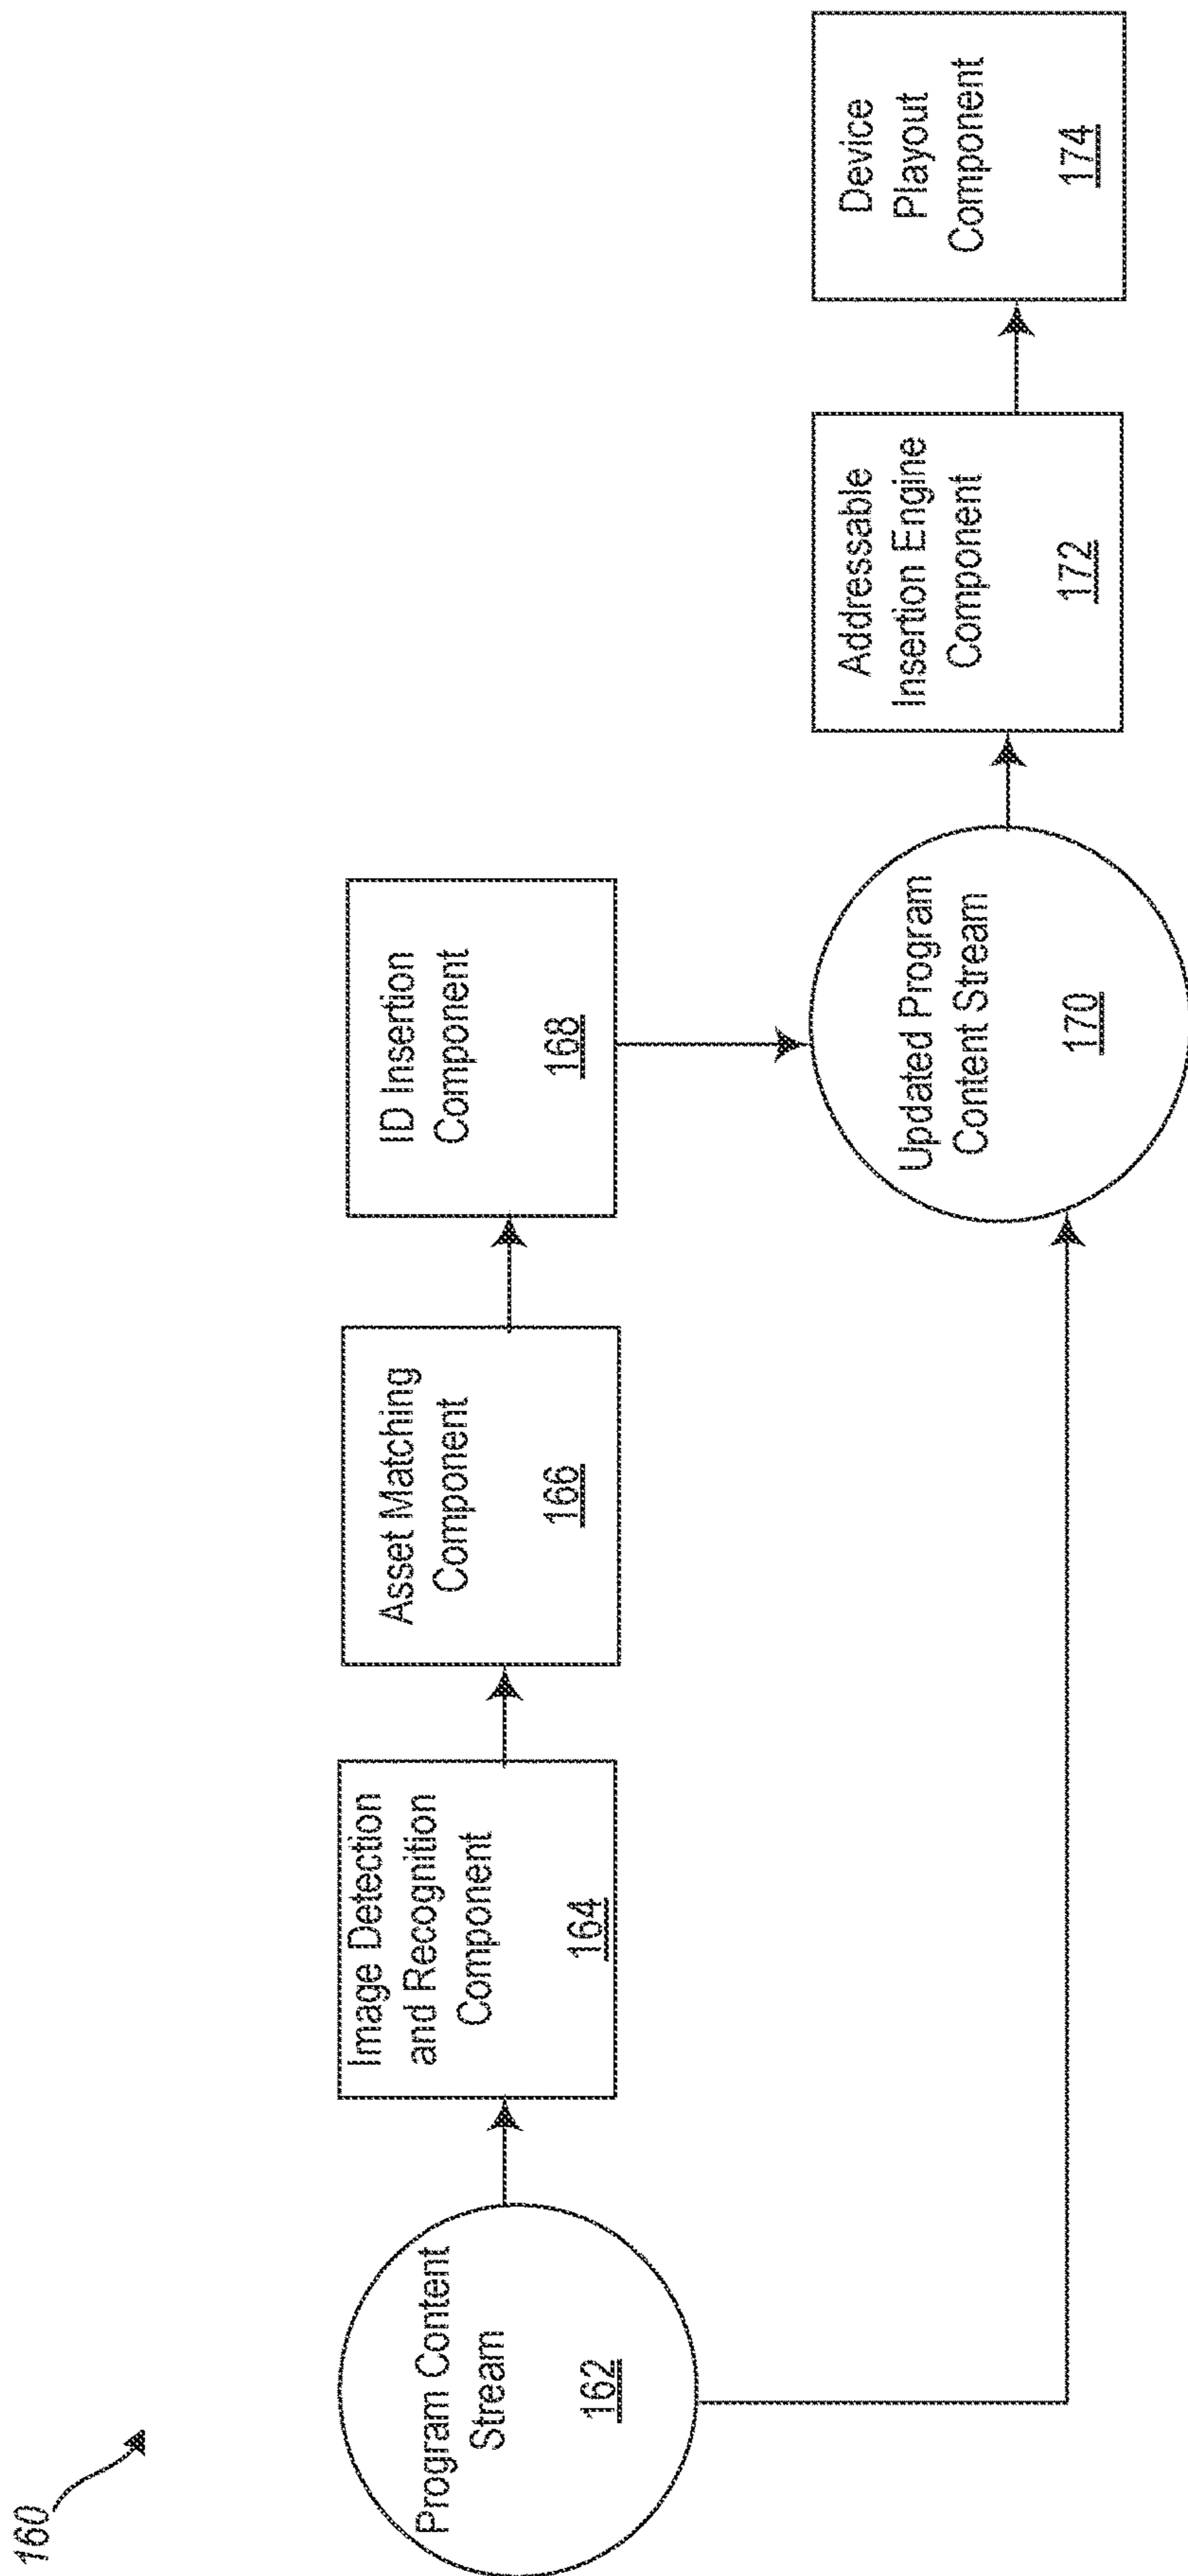 160
Program Content
Stream
162
Image Detection
and Recognition
Component
164
Asset Matching
Component
166
ID Insertion
Component
168
Updated Program
Content Stream
170
Addressable
Insertion Engine
Component
172
Device
Playout
Component
174